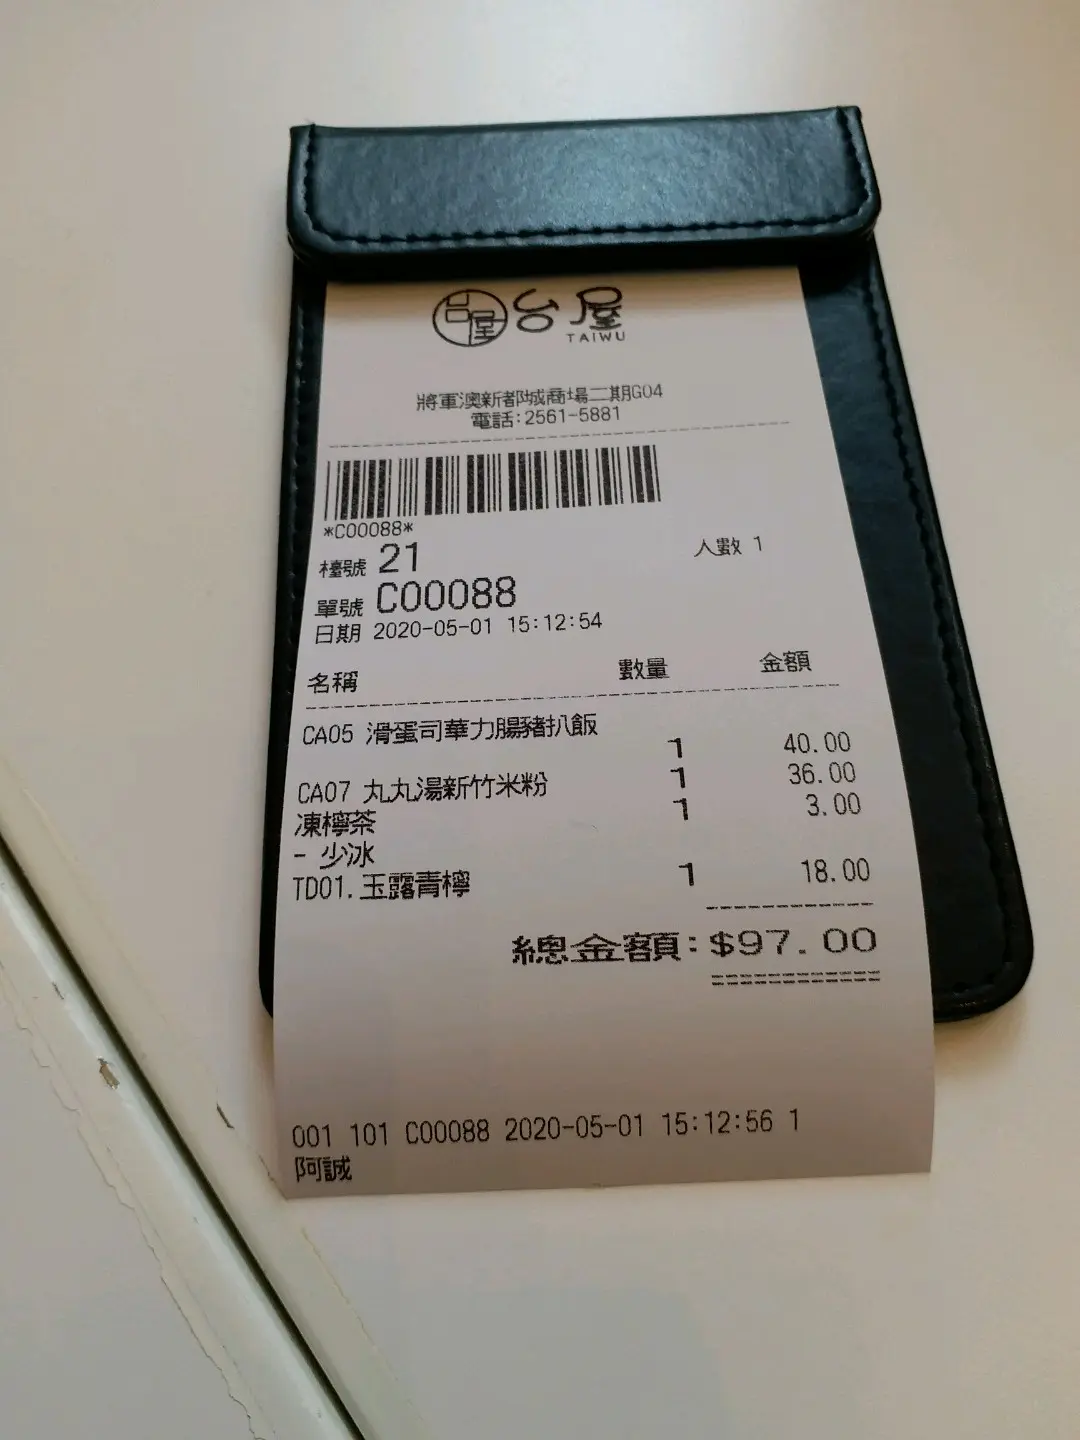 台屋 台屋
TAIWU
將軍澳新都城商場二期G04
電話:2561-5881
*C00088*
檯號 21 人數 1
單號 C00088
日期 2020-05-01 15:12:54
名稱 數量 金額
CA05 滑蛋司華力腸豬扒飯
1 40.00
CA07 丸丸湯新竹米粉 1 36.00
凍檸茶 1 3.00
- 少冰
TD01.玉露青檸 1 18.00
總金額:$97.00
001 101 C00088 2020-05-01 15:12:56 1
阿誠